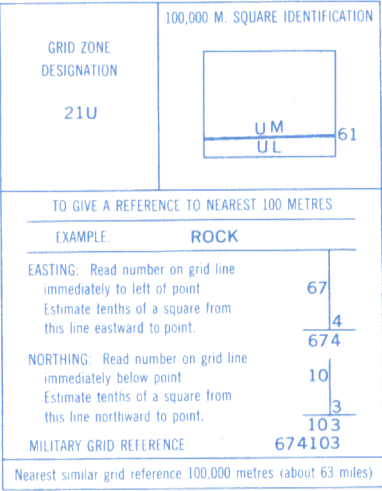 GRID ZONE
DESIGNATION
21U
100,000 M. SQUARE IDENTIFICATION
UM
61
UL
TO GIVE A REFERENCE TO NEAREST 100 METRES
EXAMPLE ROCK
EASTING: Read number on grid line
immediately to left of point 67
Estimate tenths of a square from
this line eastward to point. 4
674
NORTHING: Read number on grid line
immediately below point 10
Estimate tenths of a square from
this line northward to point. 3
103
MILITARY GRID REFERENCE 674103
Nearest similar grid reference 100,000 metres (about 63 miles)